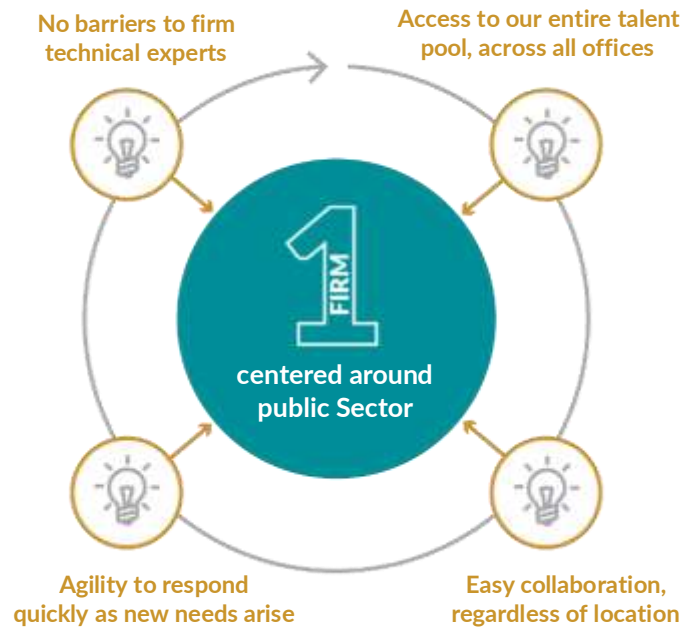 No barriers to firm
technical experts
Access to our entire talent
pool, across all offices
1
FIRM
centered around
public Sector
Agility to respond
quickly as new needs arise
Easy collaboration,
regardless of location